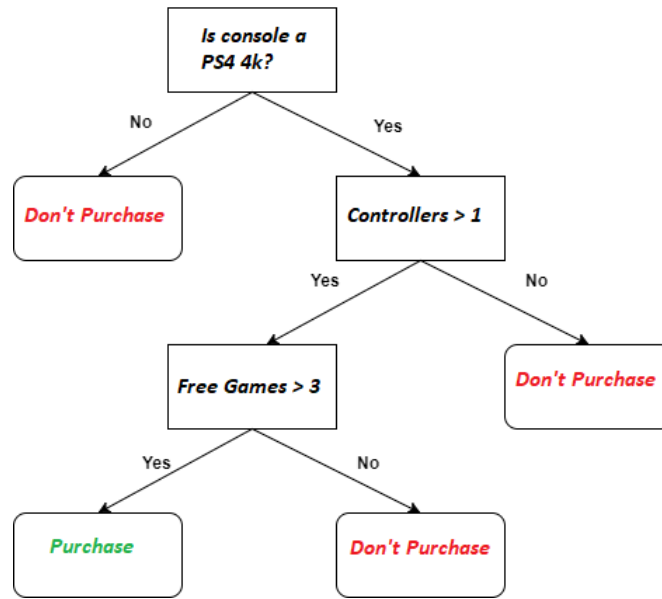 Is console a
PS4 4k?
No
Yes
Don't Purchase
Controllers > 1
Yes
No
Free Games > 3
Don't Purchase
Yes
No
Purchase
Don't Purchase